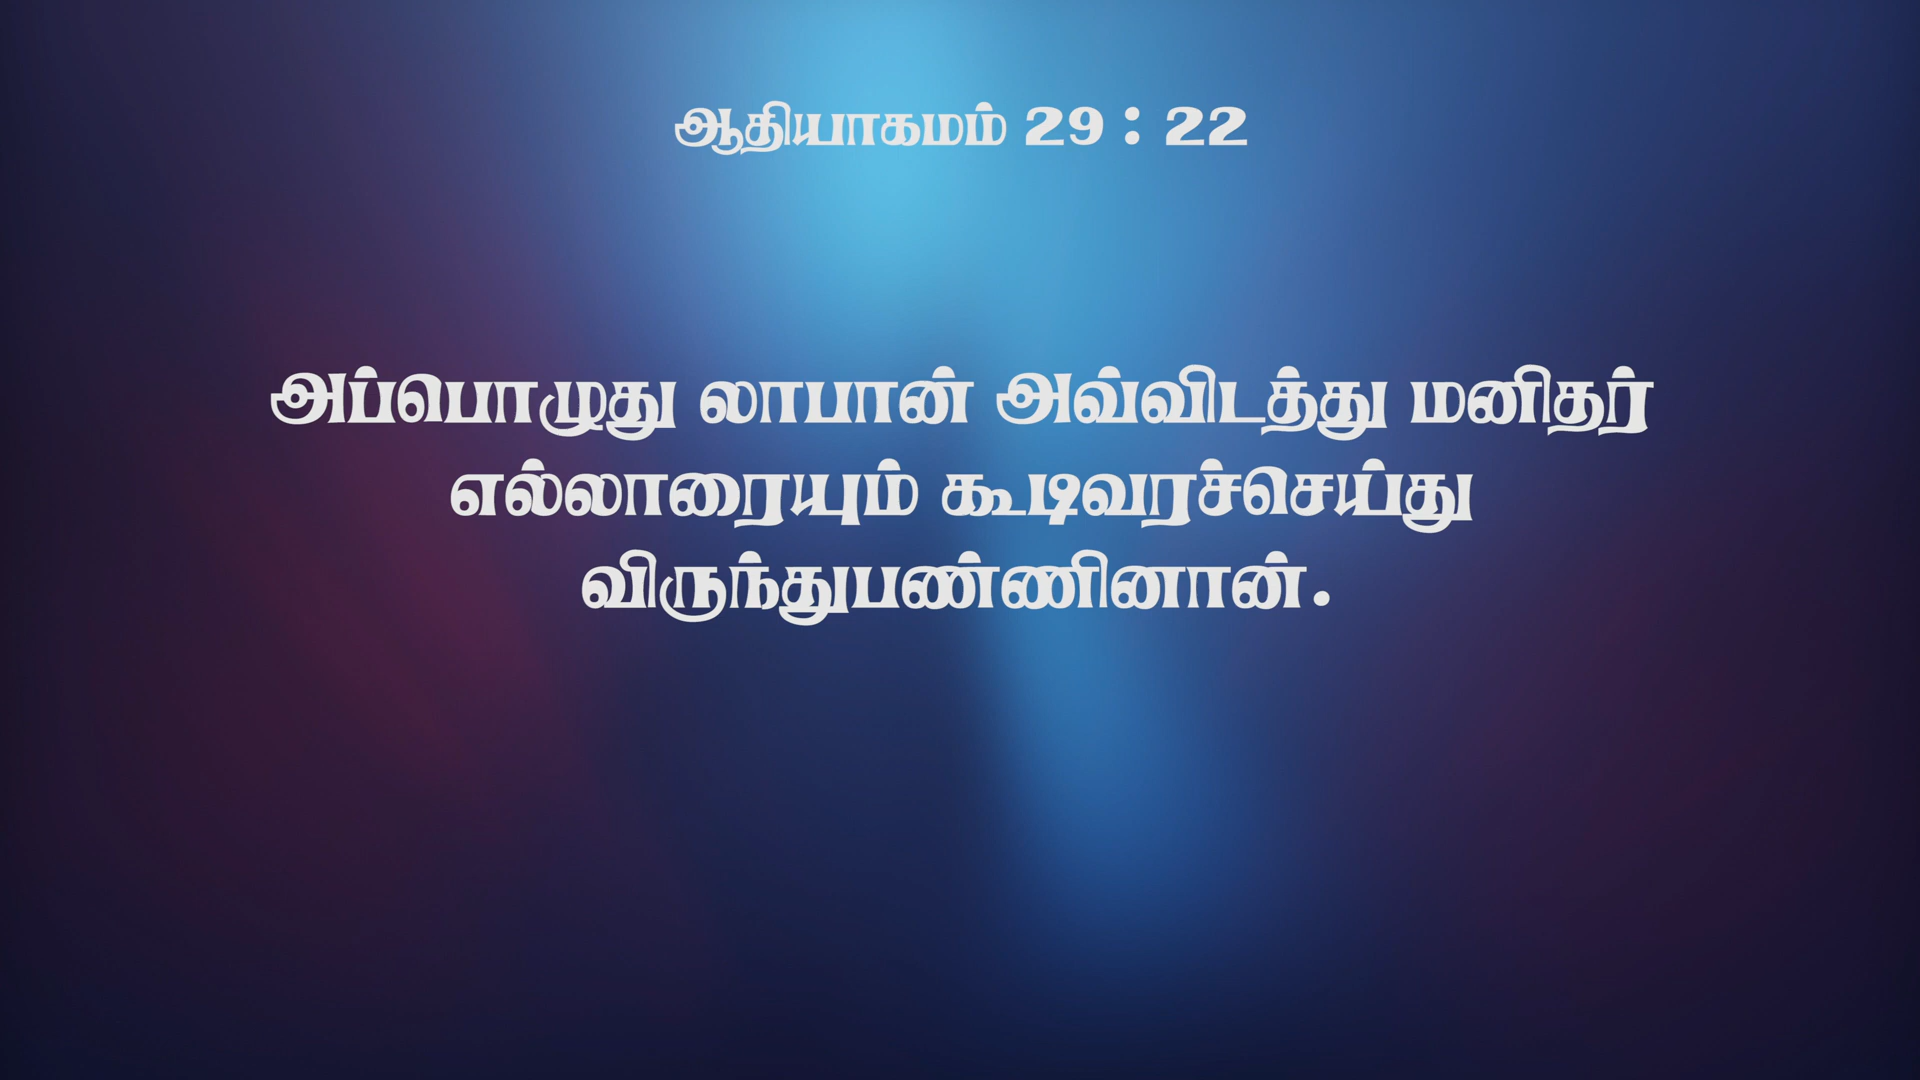 ஆதியாகமம் 29 : 22
அப்பொழுது லாபான் அவ்விடத்து மனிதர்
எல்லாரையும் கூடிவரச்செய்து
விருந்துபண்ணினான்.